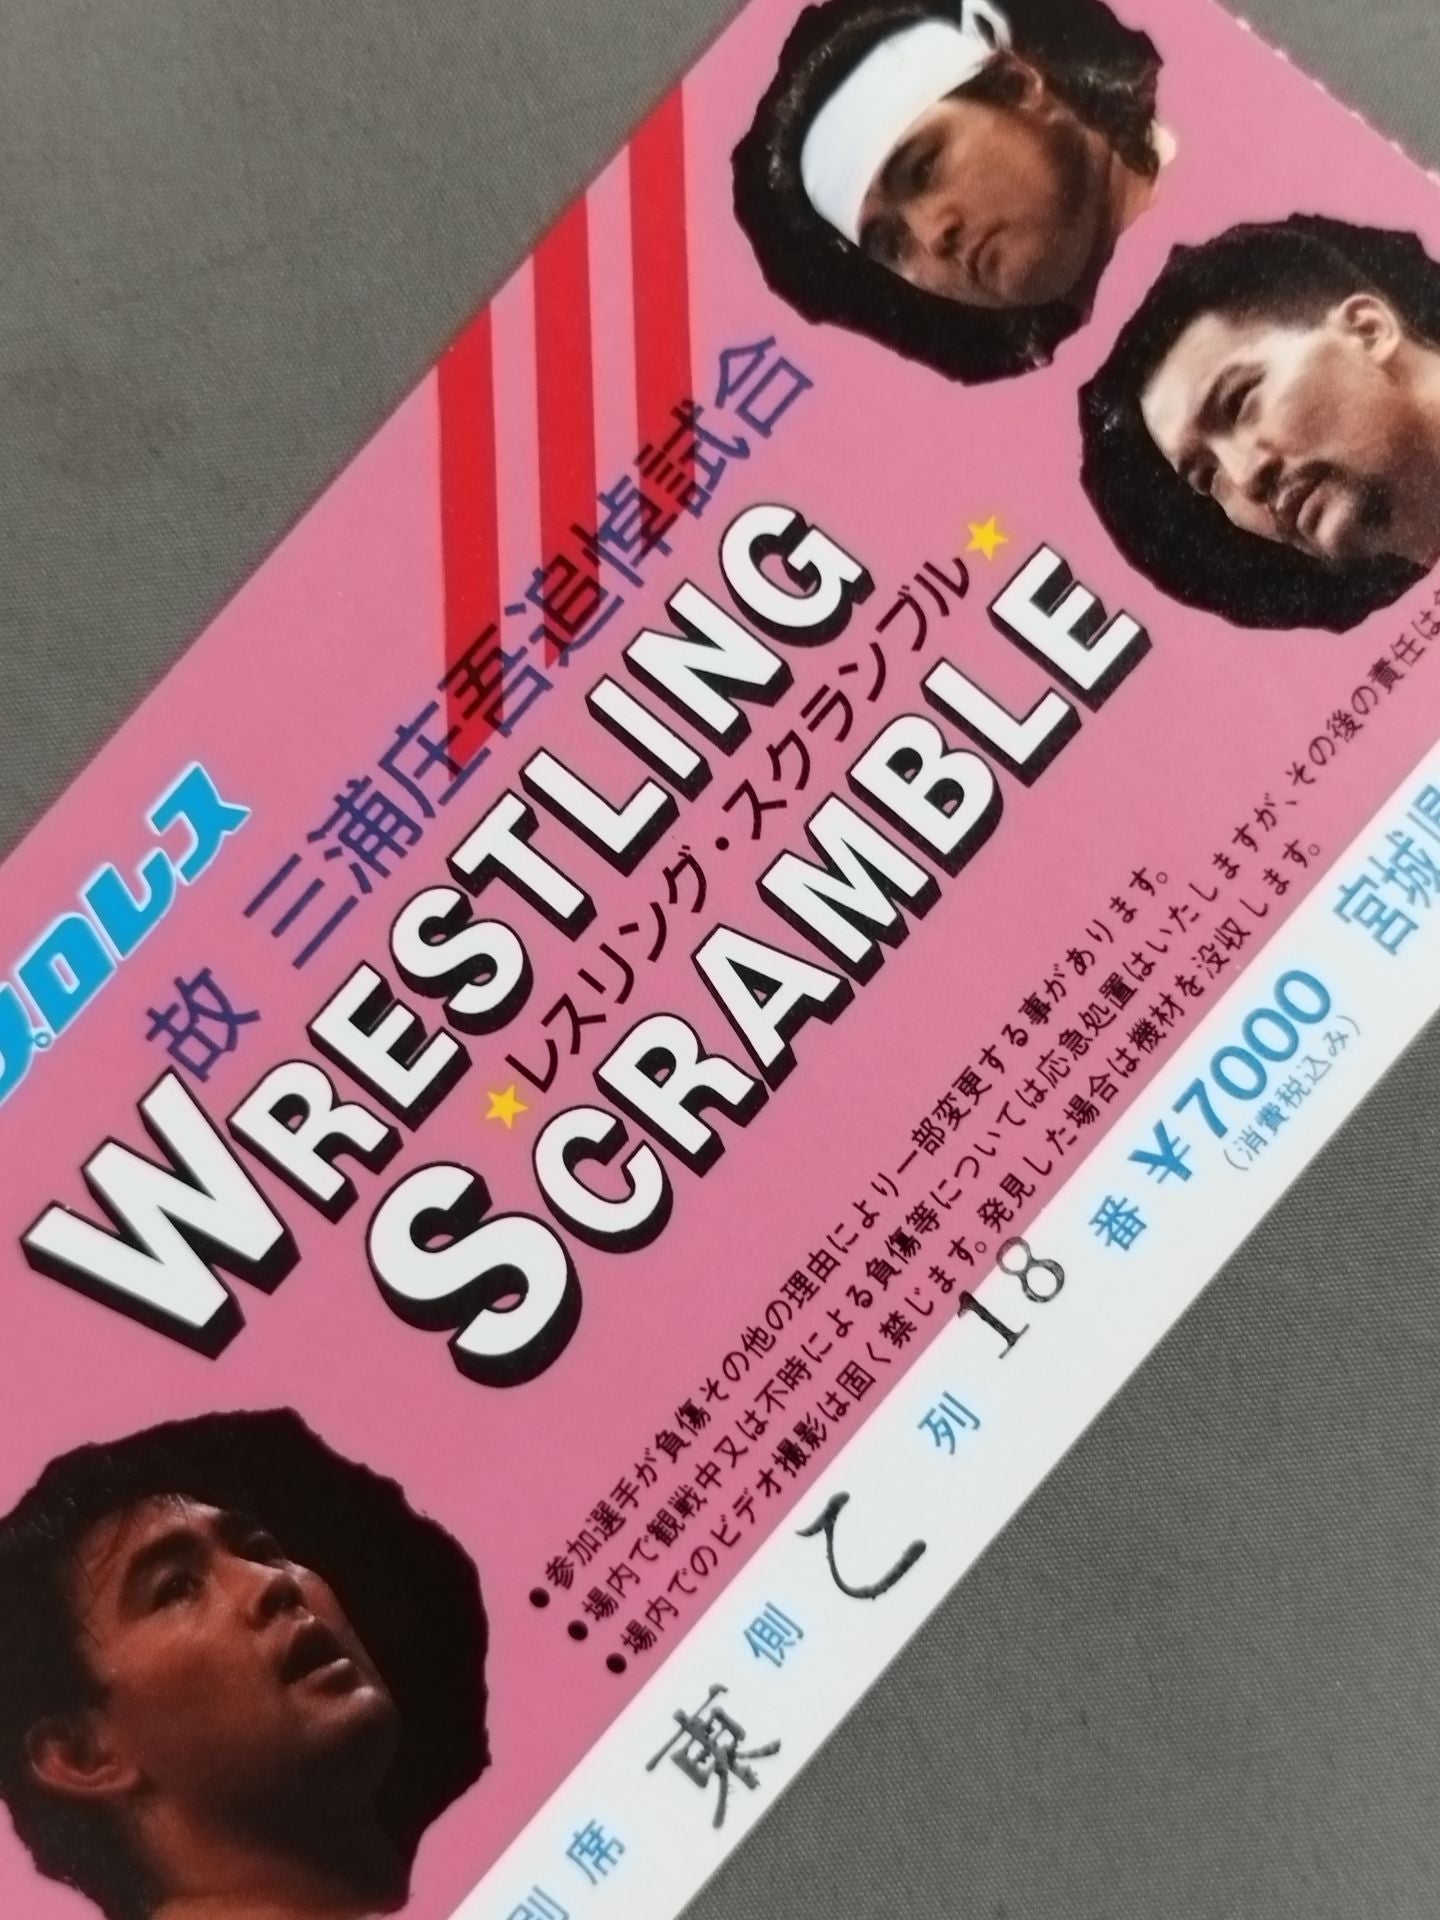 プロレス
故 三浦庄吾追悼試合
WRESTLING
★レスリング・スクランブル★
SCRAMBLE
●参加選手が負傷その他の理由により一部変更する事があります。
●場内で観戦中又は不時による負傷等については応急処置はいたしますが、その後の責任は
●場内でのビデオ撮影は固く禁じます。発見した場合は機材を没収します。
別席 東側 乙列 18番 ¥7000 宮城県
(消費税込み)